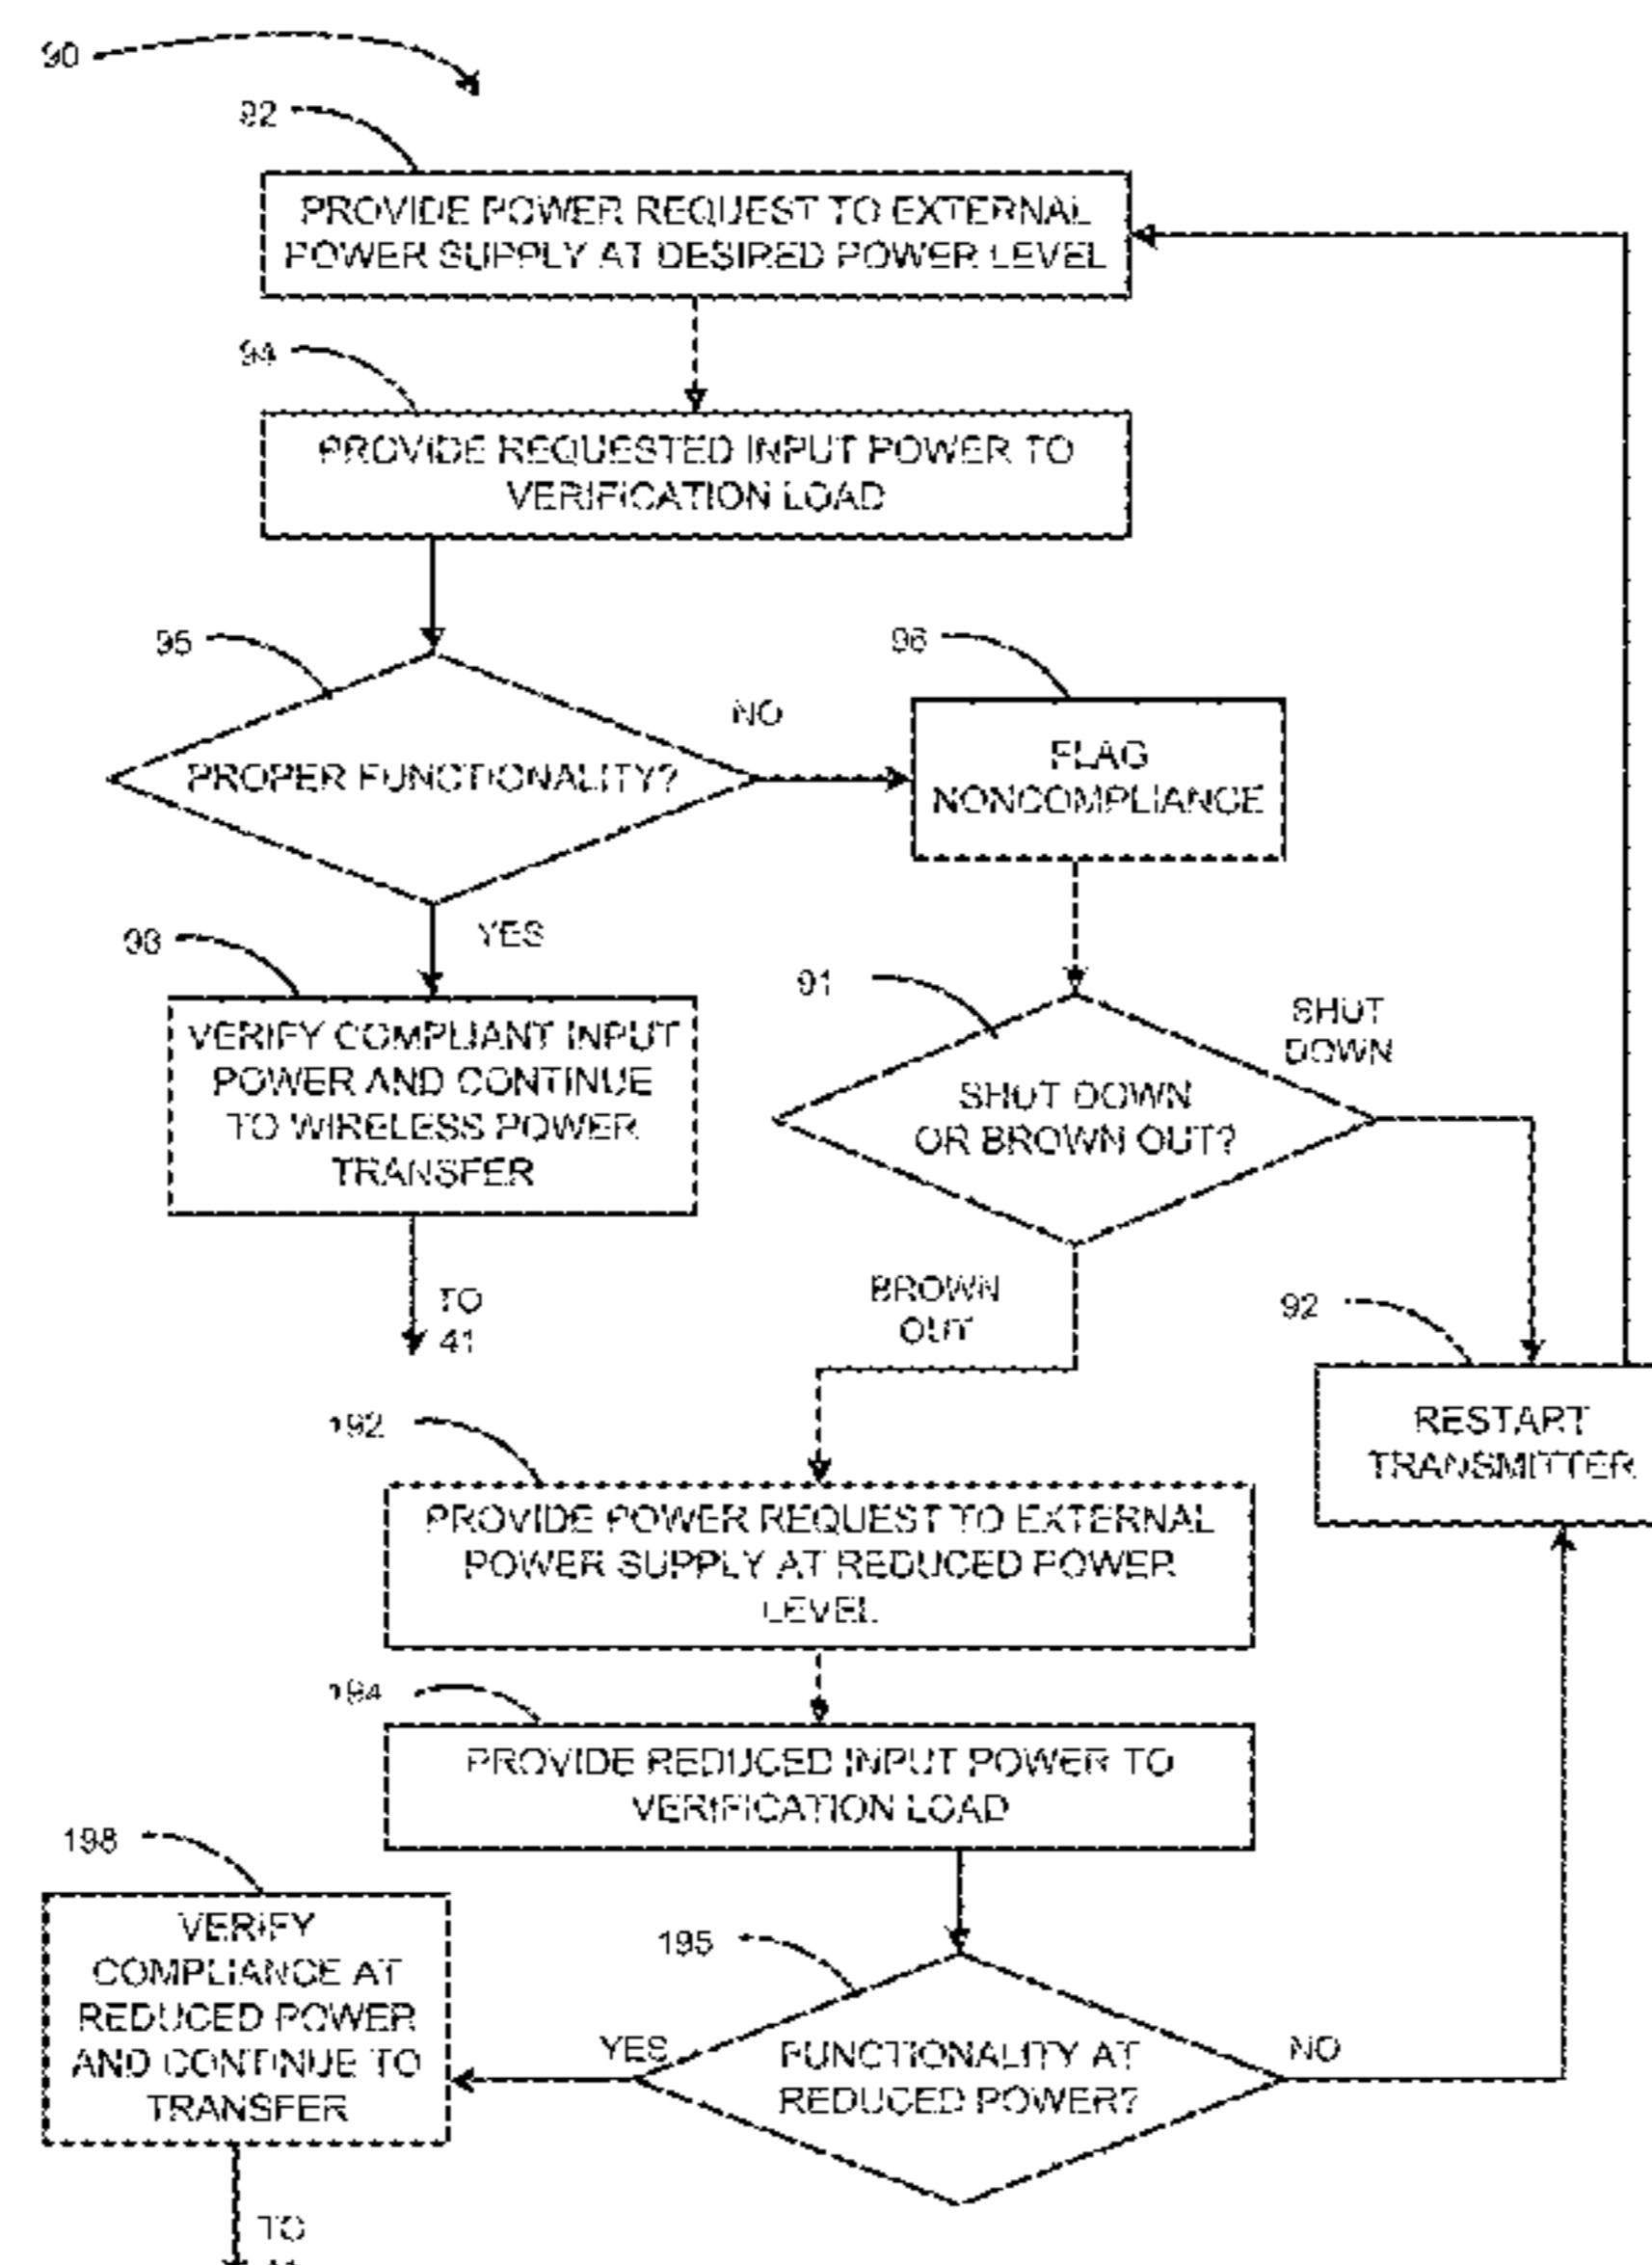 90
92
PROVIDE POWER REQUEST TO EXTERNAL
POWER SUPPLY AT DESIRED POWER LEVEL
94
PROVIDE REQUESTED INPUT POWER TO
VERIFICATION LOAD
95
PROPER FUNCTIONALITY?
NO
96
FLAG
NONCOMPLIANCE
YES
98
VERIFY COMPLIANT INPUT
POWER AND CONTINUE
TO WIRELESS POWER
TRANSFER
TO
41
91
SHUT DOWN
OR BROWN OUT?
SHUT
DOWN
BROWN
OUT
92
RESTART
TRANSMITTER
192
PROVIDE POWER REQUEST TO EXTERNAL
POWER SUPPLY AT REDUCED POWER
LEVEL
194
PROVIDE REDUCED INPUT POWER TO
VERIFICATION LOAD
195
FUNCTIONALITY AT
REDUCED POWER?
YES
NO
198
VERIFY
COMPLIANCE AT
REDUCED POWER
AND CONTINUE TO
TRANSFER
TO